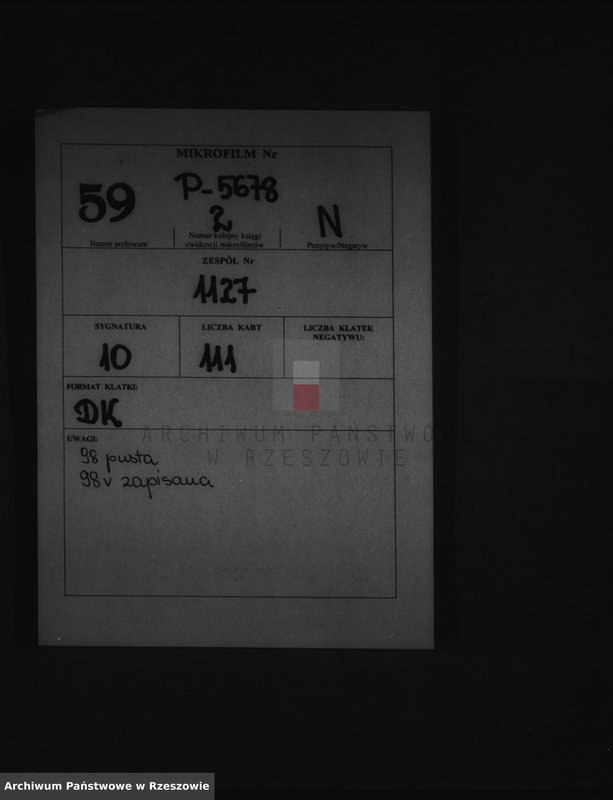 MIKROFILM Nr
59
P-5678
2
N
Numer archiwum
Numer kolejny księgi
ewidencji mikrofilmów
Pozytyw/Negatyw
ZESPÓŁ Nr
1127
SYGNATURA
10
LICZBA KART
111
LICZBA KLATEK
NEGATYWU:
FORMAT KLATKI:
DK
UWAGI:
98 pusta
98v zapisana
ARCHIWUM PAŃSTWOWE
W RZESZOWIE
Archiwum Państwowe w Rzeszowie